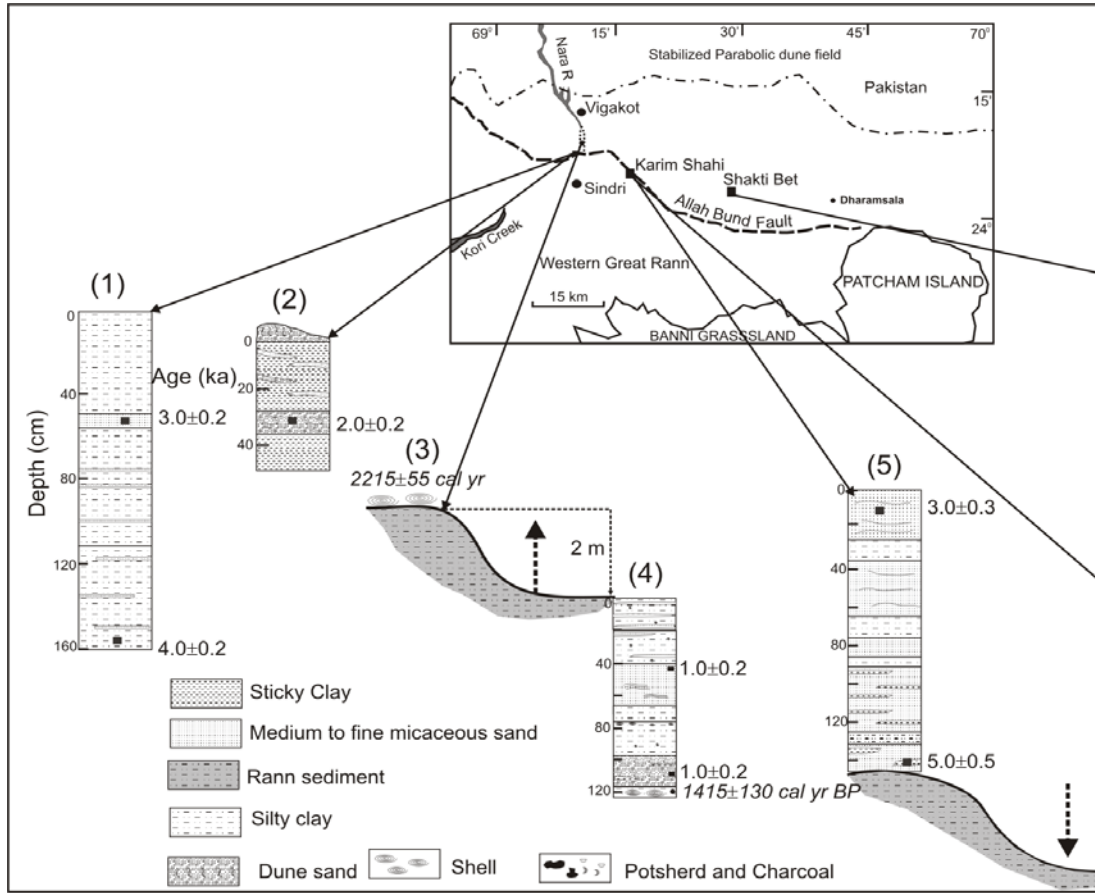 69°
15'
30'
45'
70°
Nara R
Stabilized Parabolic dune field
Pakistan
15'
Vigakot
Karim Shahi
Shakti Bet
Sindri
Dharamsala
Allah Bund Fault
24°
Kori Creek
Western Great Rann
PATCHAM ISLAND
15 km
BANNI GRASSSLAND
(1)
(2)
0
0
Age (ka)
20
40
3.0±0.2
2.0±0.2
40
Depth (cm)
80
120
160
4.0±0.2
(3)
2215±55 cal yr
2 m
(4)
0
40
1.0±0.2
80
1.0±0.2
120
1415±130 cal yr BP
(5)
0
3.0±0.3
40
80
120
5.0±0.5
Sticky Clay
Medium to fine micaceous sand
Rann sediment
Silty clay
Dune sand
Shell
Potsherd and Charcoal